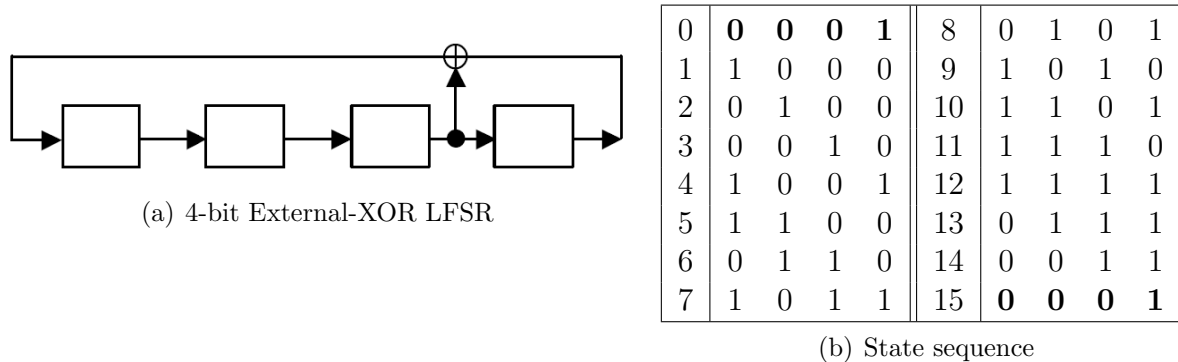 (a) 4-bit External-XOR LFSR
0 0 0 0 1 8 0 1 0 1
1 1 0 0 0 9 1 0 1 0
2 0 1 0 0 10 1 1 0 1
3 0 0 1 0 11 1 1 1 0
4 1 0 0 1 12 1 1 1 1
5 1 1 0 0 13 0 1 1 1
6 0 1 1 0 14 0 0 1 1
7 1 0 1 1 15 0 0 0 1
(b) State sequence